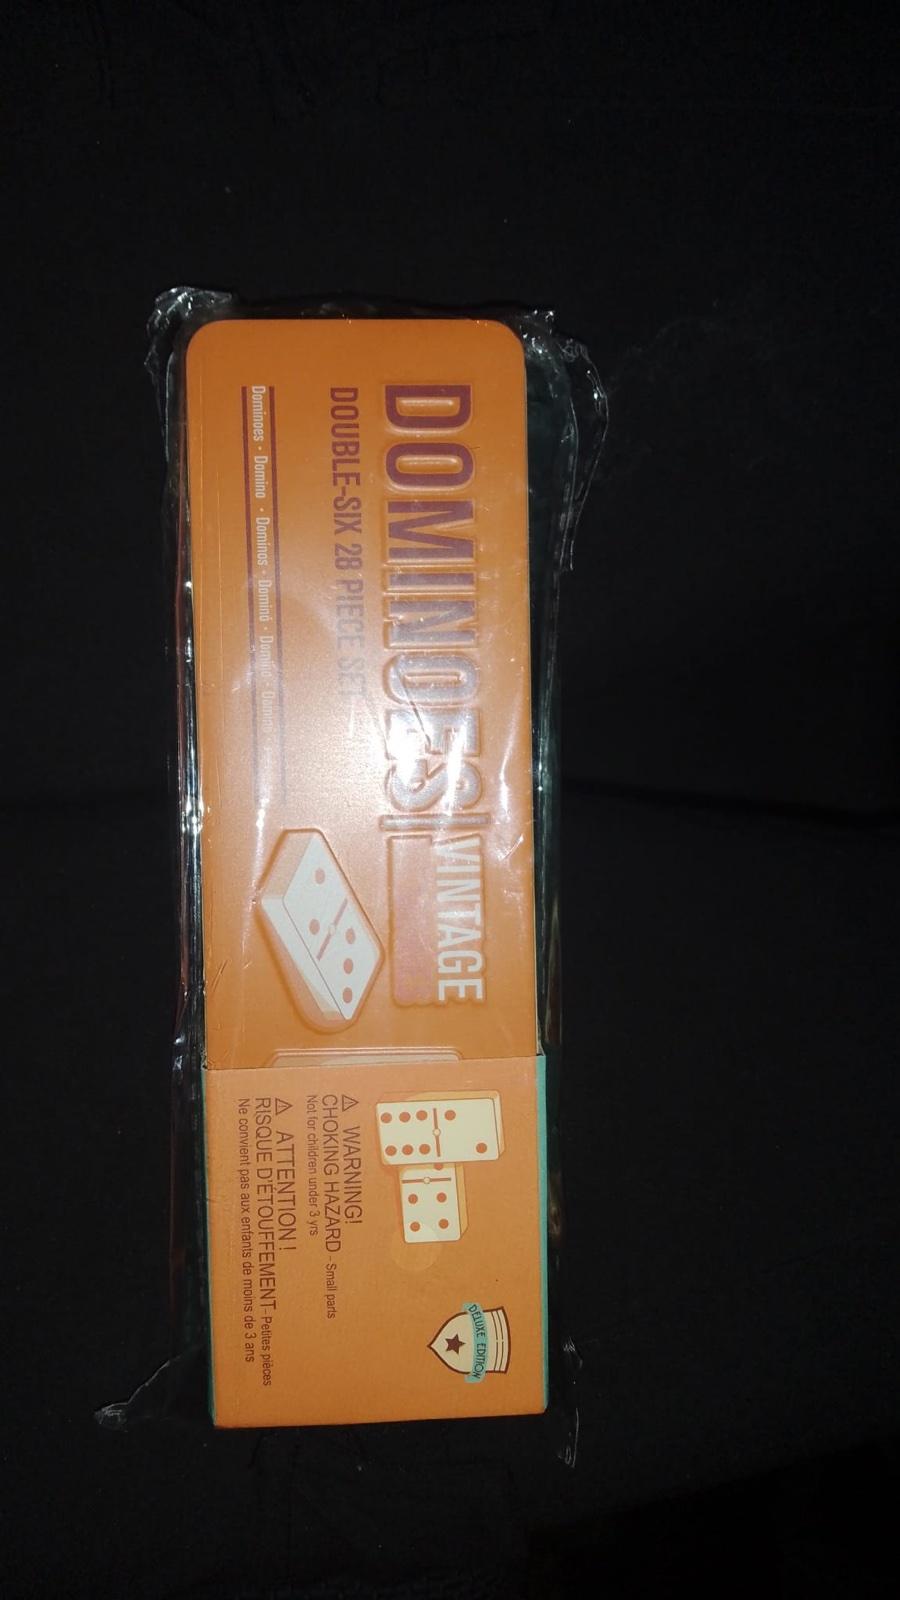 DOMINOES
VINTAGE
DOUBLE-SIX 28 PIECE SET
Dominoes • Domino • Dominos • Dominó • Domino
DELUXE EDITION
⚠ WARNING!
CHOKING HAZARD - Small parts
Not for children under 3 yrs
⚠ ATTENTION !
RISQUE D'ÉTOUFFEMENT- Petites pièces
Ne convient pas aux enfants de moins de 3 ans